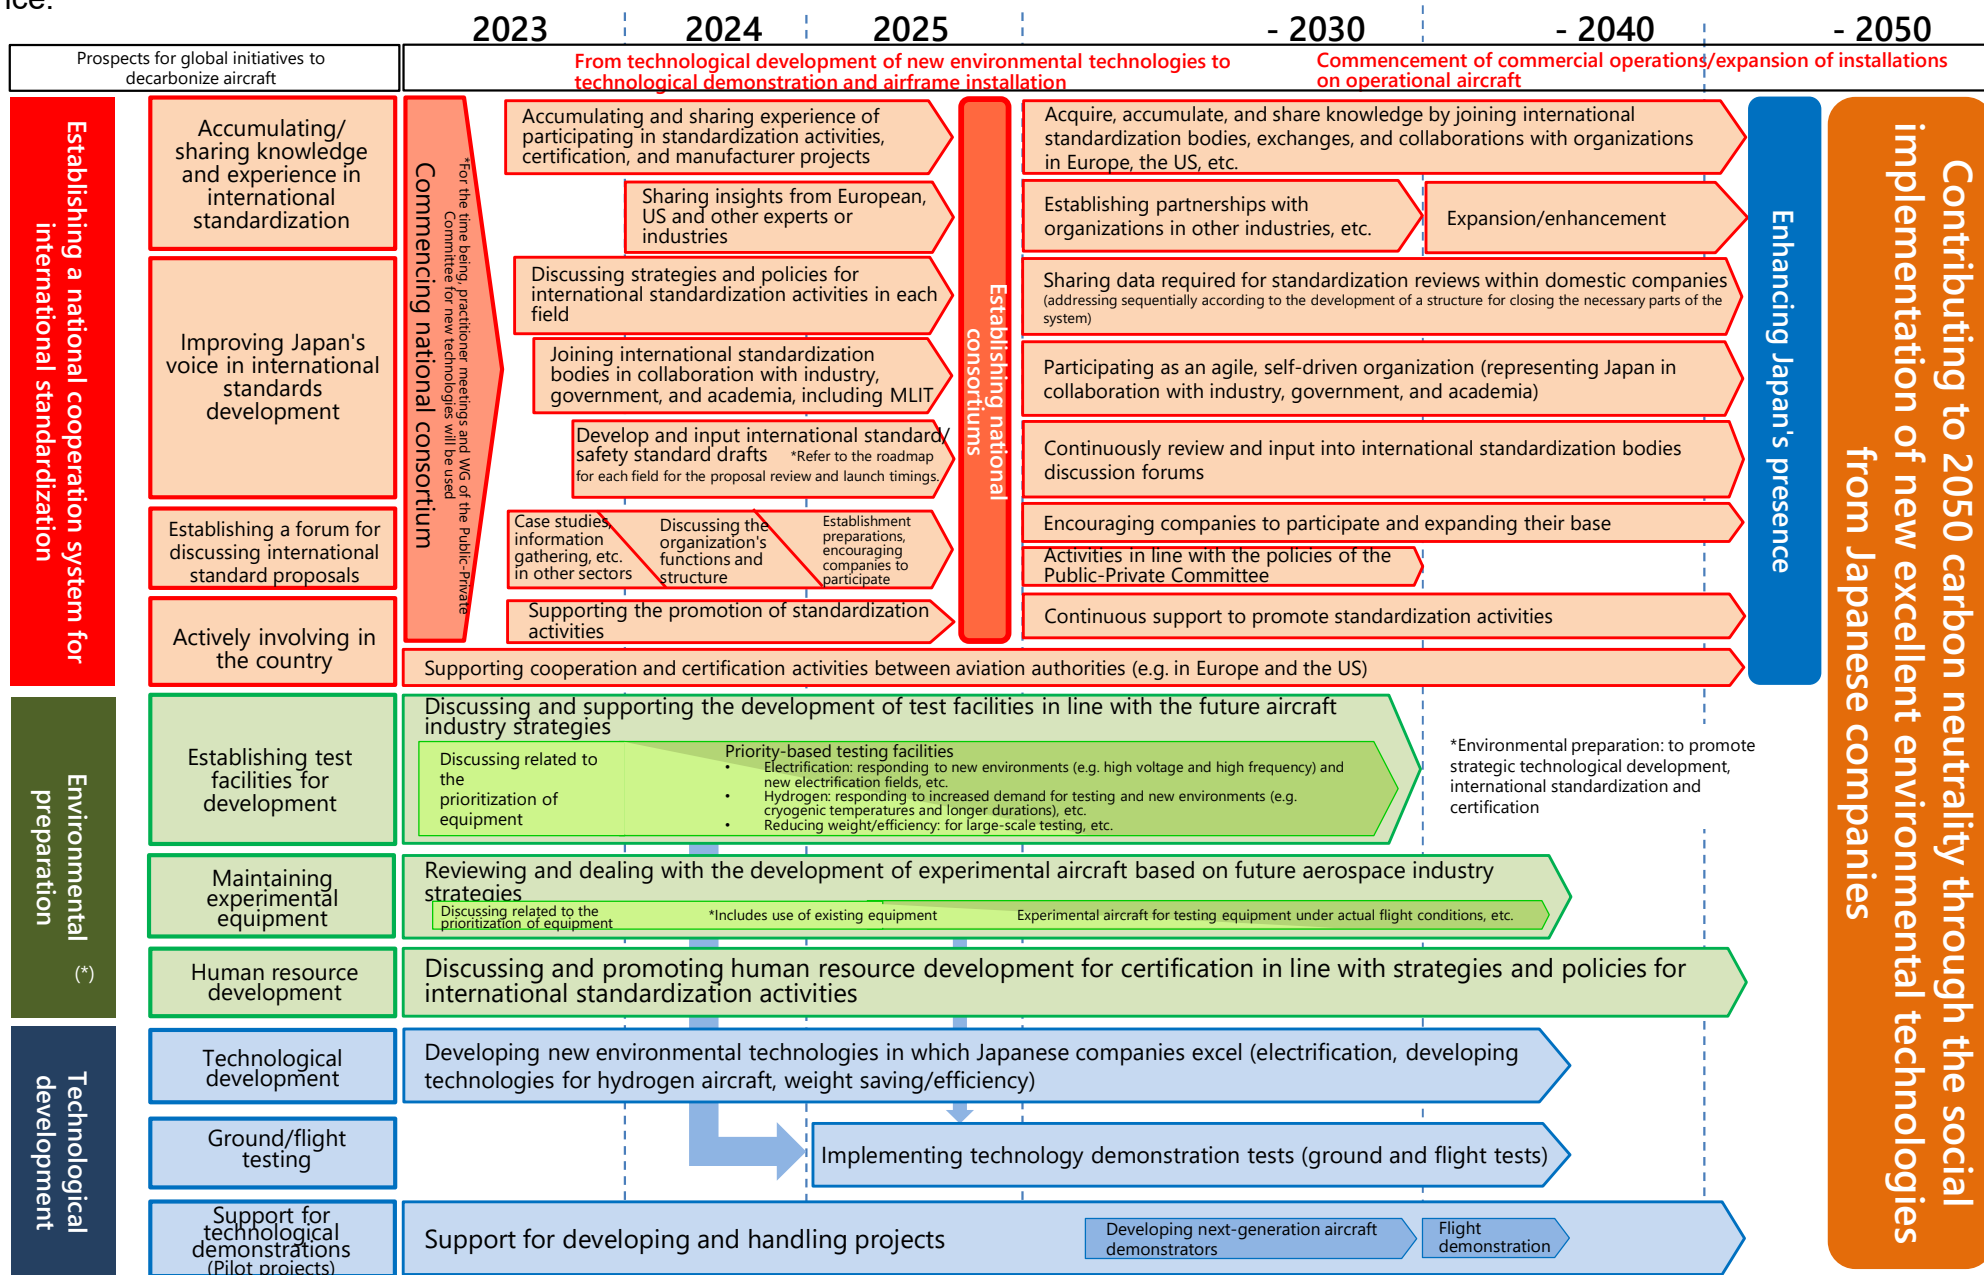 ice.
2023
2024
2025
- 2030
- 2040
- 2050
Prospects for global initiatives to
decarbonize aircraft
From technological development of new environmental technologies to
technological demonstration and airframe installation
Commencement of commercial operations/expansion of installations
on operational aircraft
Establishing a national cooperation system for
international standardization
Accumulating/
sharing knowledge
and experience in
international
standardization
Improving Japan's
voice in international
standards
development
Establishing a forum for
discussing international
standard proposals
Actively involving in
the country
Commencing national consortium
*For the time being, practitioner meetings and WG of the Public-Private
Committee for new technologies will be used
Accumulating and sharing experience of
participating in standardization activities,
certification, and manufacturer projects
Sharing insights from European,
US and other experts or
industries
Discussing strategies and policies for
international standardization activities in each
field
Joining international standardization
bodies in collaboration with industry,
government, and academia, including MLIT
Develop and input international standard/
safety standard drafts *Refer to the roadmap
for each field for the proposal review and launch timings.
Case studies,
information
gathering, etc.
in other sectors
Discussing the
organization's
functions and
structure
Establishment
preparations,
encouraging
companies to
participate
Supporting the promotion of standardization
activities
Establishing national
consortiums
Acquire, accumulate, and share knowledge by joining international
standardization bodies, exchanges, and collaborations with organizations
in Europe, the US, etc.
Establishing partnerships with
organizations in other industries, etc.
Expansion/enhancement
Sharing data required for standardization reviews within domestic companies
(addressing sequentially according to the development of a structure for closing the necessary parts of the
system)
Participating as an agile, self-driven organization (representing Japan in
collaboration with industry, government, and academia)
Continuously review and input into international standardization bodies
discussion forums
Encouraging companies to participate and expanding their base
Activities in line with the policies of the
Public-Private Committee
Continuous support to promote standardization activities
Supporting cooperation and certification activities between aviation authorities (e.g. in Europe and the US)
Enhancing Japan's presence
Contributing to 2050 carbon neutrality through the social
implementation of new excellent environmental technologies
from Japanese companies
Environmental (*)
preparation
Establishing test
facilities for
development
Discussing and supporting the development of test facilities in line with the future aircraft
industry strategies
Discussing related to
the
prioritization of
equipment
Priority-based testing facilities
• Electrification: responding to new environments (e.g. high voltage and high frequency) and
new electrification fields, etc.
• Hydrogen: responding to increased demand for testing and new environments (e.g.
cryogenic temperatures and longer durations), etc.
• Reducing weight/efficiency: for large-scale testing, etc.
*Environmental preparation: to promote
strategic technological development,
international standardization and
certification
Maintaining
experimental
equipment
Reviewing and dealing with the development of experimental aircraft based on future aerospace industry
strategies
Discussing related to the
prioritization of equipment
*Includes use of existing equipment
Experimental aircraft for testing equipment under actual flight conditions, etc.
Human resource
development
Discussing and promoting human resource development for certification in line with strategies and policies for
international standardization activities
Technological
development
Technological
development
Developing new environmental technologies in which Japanese companies excel (electrification, developing
technologies for hydrogen aircraft, weight saving/efficiency)
Ground/flight
testing
Implementing technology demonstration tests (ground and flight tests)
Support for
technological
demonstrations
(Pilot projects)
Support for developing and handling projects
Developing next-generation aircraft
demonstrators
Flight
demonstration